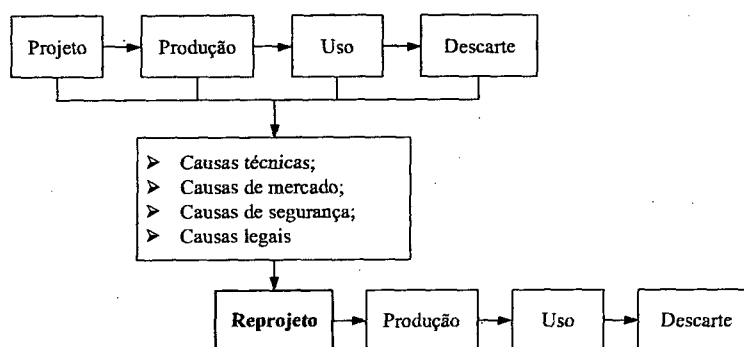 Projeto
Produção
Uso
Descarte
➤ Causas técnicas;
➤ Causas de mercado;
➤ Causas de segurança;
➤ Causas legais
Reprojeto
Produção
Uso
Descarte